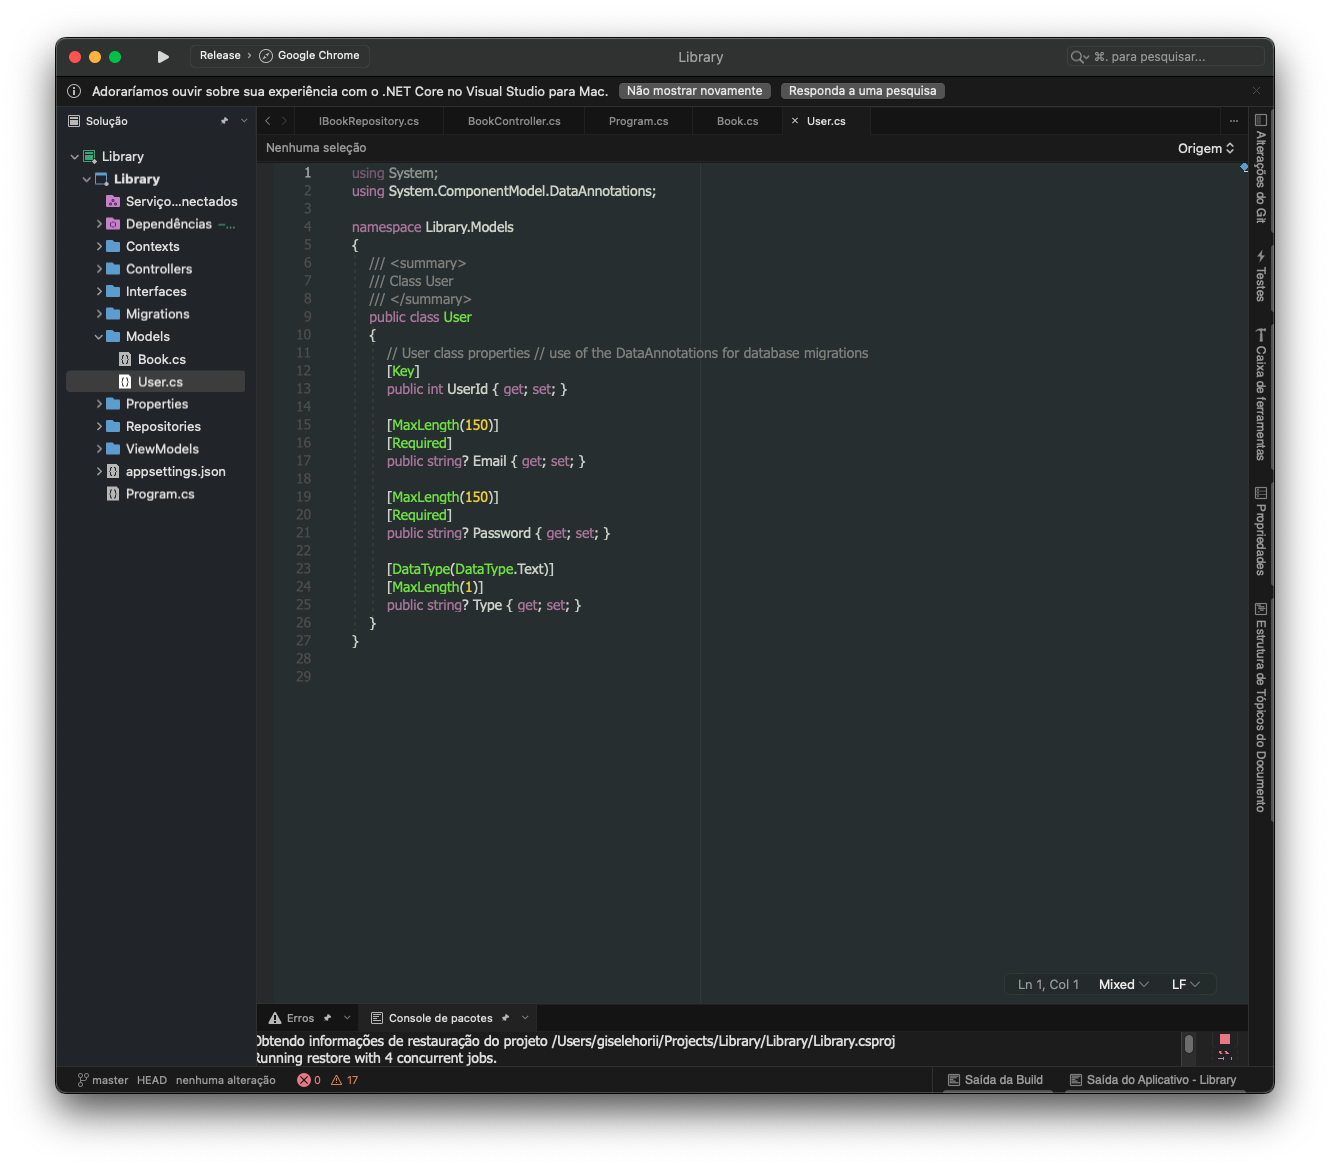 Release › Google Chrome
Library
⌘. para pesquisar...
Adoraríamos ouvir sobre sua experiência com o .NET Core no Visual Studio para Mac.
Não mostrar novamente
Responda a uma pesquisa
Solução
Library
Library
Serviço...nectados
Dependências –...
Contexts
Controllers
Interfaces
Migrations
Models
Book.cs
User.cs
Properties
Repositories
ViewModels
appsettings.json
Program.cs
IBookRepository.cs
BookController.cs
Program.cs
Book.cs
× User.cs
...
Nenhuma seleção
Origem
1 using System;
2 using System.ComponentModel.DataAnnotations;
3
4 namespace Library.Models
5 {
6 /// <summary>
7 /// Class User
8 /// </summary>
9 public class User
10 {
11 // User class properties // use of the DataAnnotations for database migrations
12 [Key]
13 public int UserId { get; set; }
14
15 [MaxLength(150)]
16 [Required]
17 public string? Email { get; set; }
18
19 [MaxLength(150)]
20 [Required]
21 public string? Password { get; set; }
22
23 [DataType(DataType.Text)]
24 [MaxLength(1)]
25 public string? Type { get; set; }
26 }
27 }
28
29
Ln 1, Col 1 Mixed LF
Alterações do Git
Testes
Caixa de ferramentas
Propriedades
Estrutura de Tópicos do Documento
Erros
Console de pacotes
Obtendo informações de restauração do projeto /Users/giselehorii/Projects/Library/Library/Library.csproj
Running restore with 4 concurrent jobs.
master HEAD nenhuma alteração 0 17
Saída da Build
Saída do Aplicativo - Library